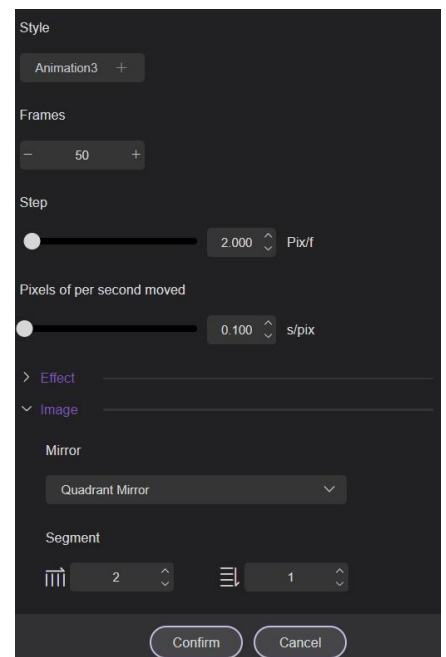 Style
Animation3 +
Frames
− 50 +
Step
2.000 Pix/f
Pixels of per second moved
0.100 s/pix
Effect
Image
Mirror
Quadrant Mirror
Segment
2 1
Confirm Cancel